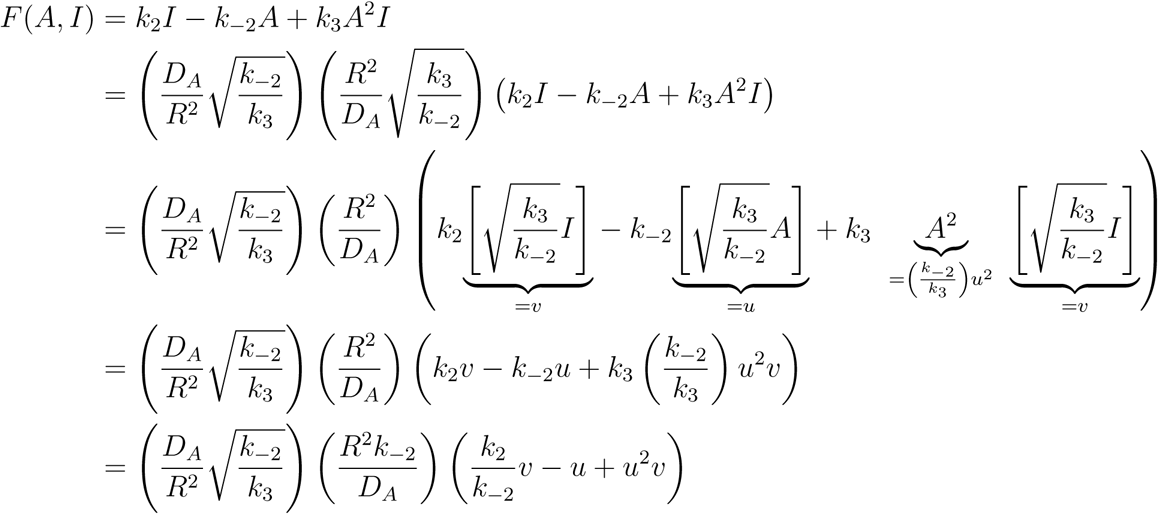 F(A, I) = k_2 I − k_{−2} A + k_3 A^2 I
= \left( \frac{D_A}{R^2} \sqrt{\frac{k_{−2}}{k_3}} \right) \left( \frac{R^2}{D_A} \sqrt{\frac{k_3}{k_{−2}}} \right) \left( k_2 I − k_{−2} A + k_3 A^2 I \right)
= \left( \frac{D_A}{R^2} \sqrt{\frac{k_{−2}}{k_3}} \right) \left( \frac{R^2}{D_A} \right) \left( k_2 \underbrace{\left[ \sqrt{\frac{k_3}{k_{−2}}} I \right]}_{=v} − k_{−2} \underbrace{\left[ \sqrt{\frac{k_3}{k_{−2}}} A \right]}_{=u} + k_3 \underbrace{A^2}_{=\left( \frac{k_{−2}}{k_3} \right) u^2} \underbrace{\left[ \sqrt{\frac{k_3}{k_{−2}}} I \right]}_{=v} \right)
= \left( \frac{D_A}{R^2} \sqrt{\frac{k_{−2}}{k_3}} \right) \left( \frac{R^2}{D_A} \right) \left( k_2 v − k_{−2} u + k_3 \left( \frac{k_{−2}}{k_3} \right) u^2 v \right)
= \left( \frac{D_A}{R^2} \sqrt{\frac{k_{−2}}{k_3}} \right) \left( \frac{R^2 k_{−2}}{D_A} \right) \left( \frac{k_2}{k_{−2}} v − u + u^2 v \right)